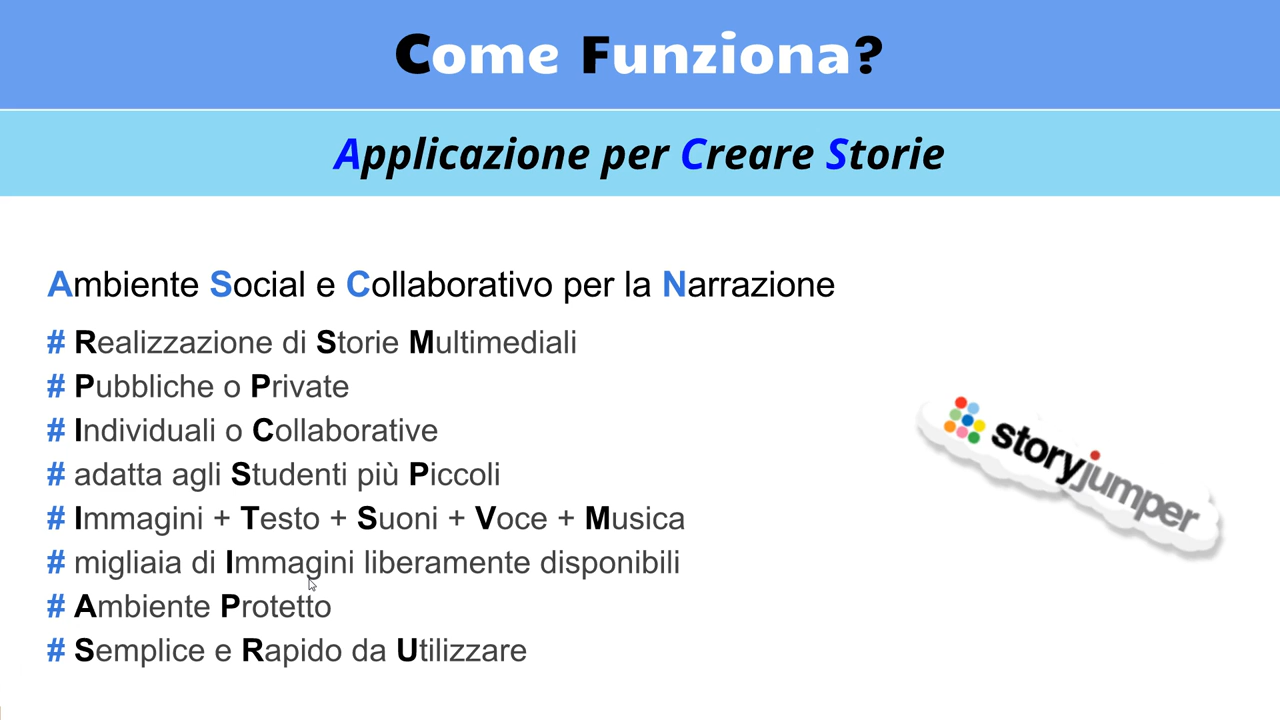 Come Funziona?
Applicazione per Creare Storie
Ambiente Social e Collaborativo per la Narrazione
# Realizzazione di Storie Multimediali
# Pubbliche o Private
# Individuali o Collaborative
# adatta agli Studenti più Piccoli
# Immagini + Testo + Suoni + Voce + Musica
# migliaia di Immagini liberamente disponibili
# Ambiente Protetto
# Semplice e Rapido da Utilizzare
storyjumper